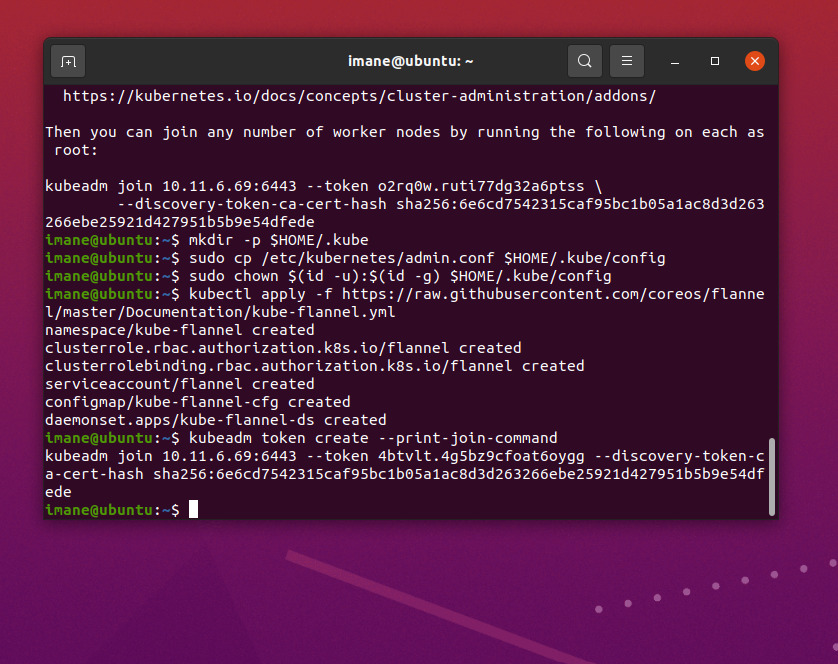 imane@ubuntu: ~
https://kubernetes.io/docs/concepts/cluster-administration/addons/
Then you can join any number of worker nodes by running the following on each as
root:
kubeadm join 10.11.6.69:6443 --token o2rq0w.ruti77dg32a6ptss \
--discovery-token-ca-cert-hash sha256:6e6cd7542315caf95bc1b05a1ac8d3d263
266ebe25921d427951b5b9e54dfede
imane@ubuntu:~$ mkdir -p $HOME/.kube
imane@ubuntu:~$ sudo cp /etc/kubernetes/admin.conf $HOME/.kube/config
imane@ubuntu:~$ sudo chown $(id -u):$(id -g) $HOME/.kube/config
imane@ubuntu:~$ kubectl apply -f https://raw.githubusercontent.com/coreos/flanne
l/master/Documentation/kube-flannel.yml
namespace/kube-flannel created
clusterrole.rbac.authorization.k8s.io/flannel created
clusterrolebinding.rbac.authorization.k8s.io/flannel created
serviceaccount/flannel created
configmap/kube-flannel-cfg created
daemonset.apps/kube-flannel-ds created
imane@ubuntu:~$ kubeadm token create --print-join-command
kubeadm join 10.11.6.69:6443 --token 4btvlt.4g5bz9cfoat6oygg --discovery-token-c
a-cert-hash sha256:6e6cd7542315caf95bc1b05a1ac8d3d263266ebe25921d427951b5b9e54df
ede
imane@ubuntu:~$